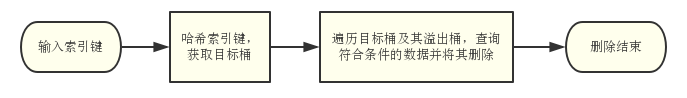 输入索引键
哈希索引键，
获取目标桶
遍历目标桶及其溢出桶，查询
符合条件的数据并将其删除
删除结束